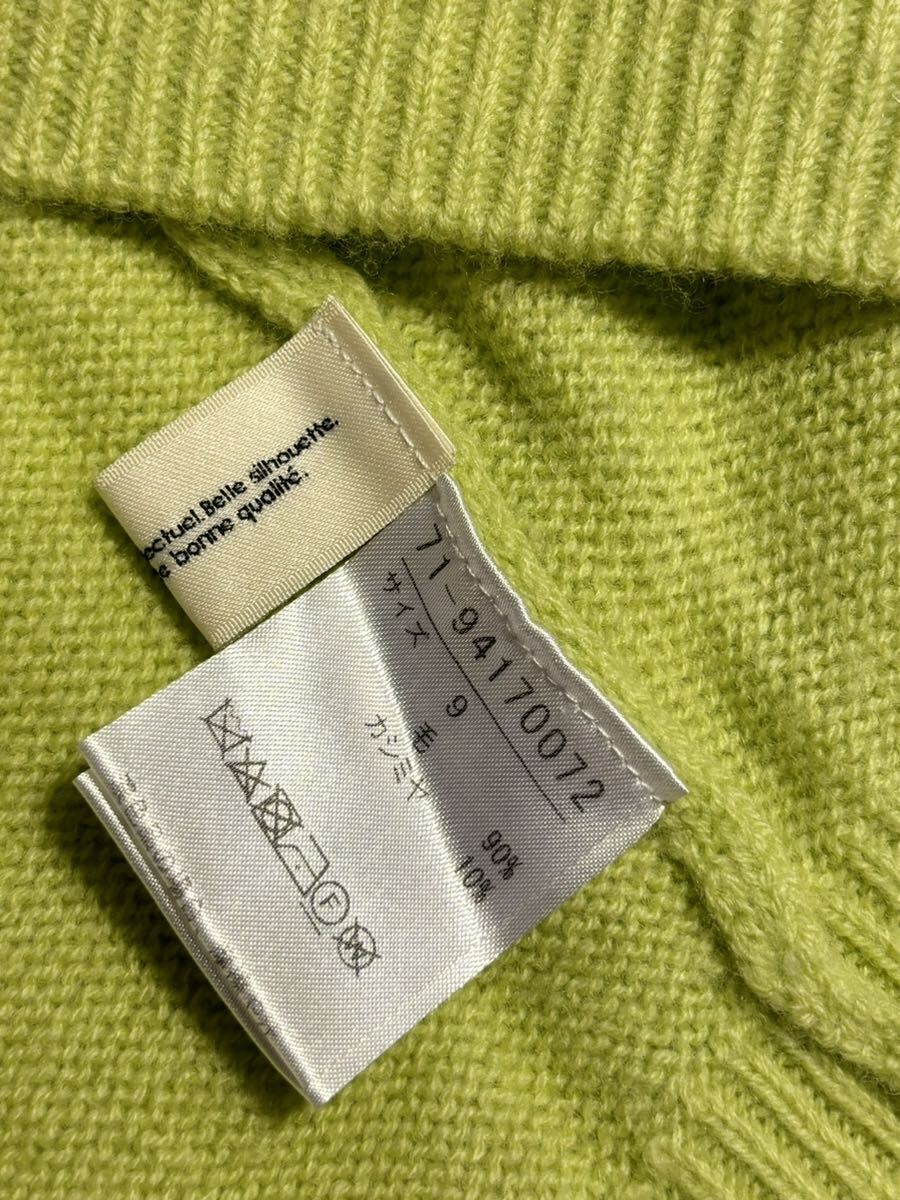 ectuel. Belle silhouette.
e bonne qualité.
71-94170072
サイズ 9
毛 90%
カシミヤ 10%
F
W